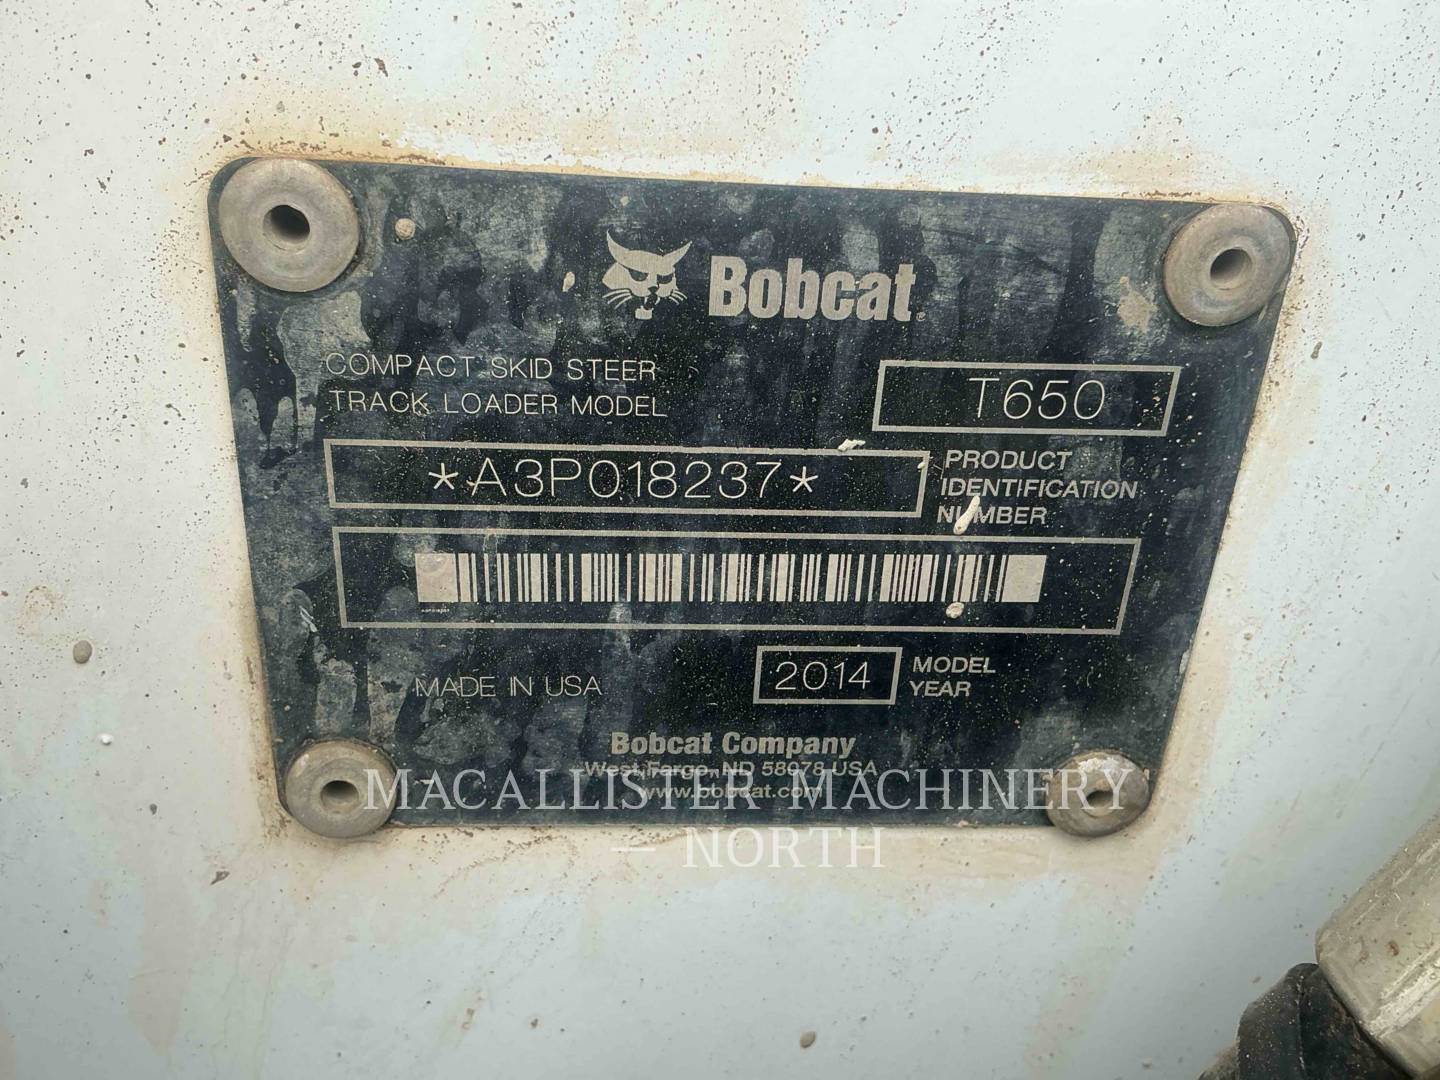 Bobcat®
COMPACT SKID STEER
TRACK LOADER MODEL
T650
*A3P018237*
PRODUCT
IDENTIFICATION
NUMBER
MADE IN USA
2014
MODEL
YEAR
Bobcat Company
West Fargo, ND 58078 USA
www.bobcat.com
MACALLISTER MACHINERY
— NORTH